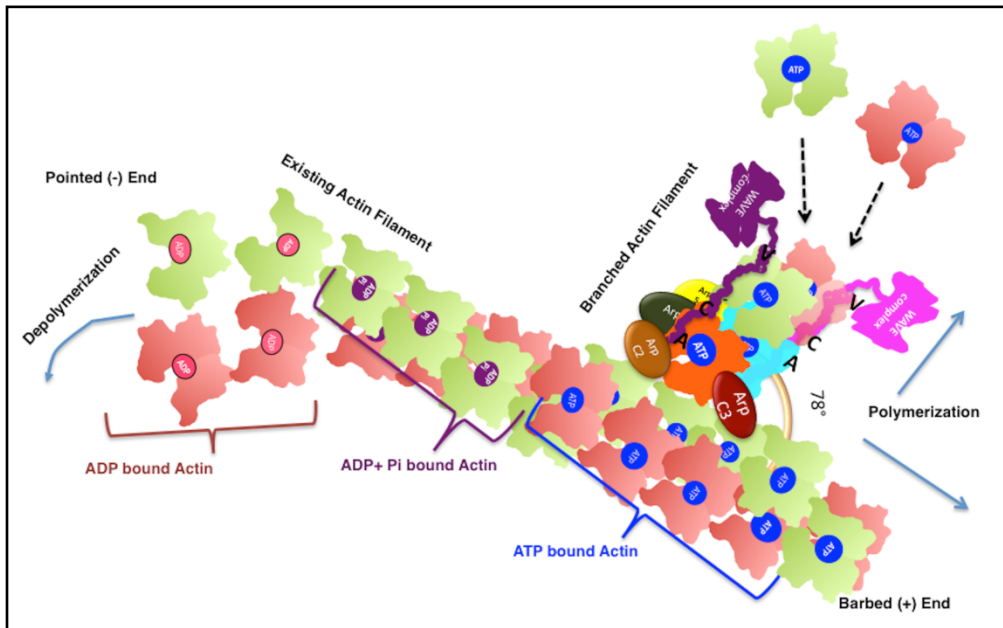 ATP
ATP
Pointed (-) End
Existing Actin Filament
Branched Actin Filament
WAVE
complex
Depolymerization
ADP
ADP
ADP
ADP
ADP
Pi
ADP
Pi
ADP
Pi
V
ATP
C
A
Arp
C2
ATP
V
C
A
WAVE
complex
Arp
C3
78°
Polymerization
ATP
ATP
ATP
ATP
ATP
ATP
ATP
ATP
ADP bound Actin
ADP+ Pi bound Actin
ATP bound Actin
Barbed (+) End